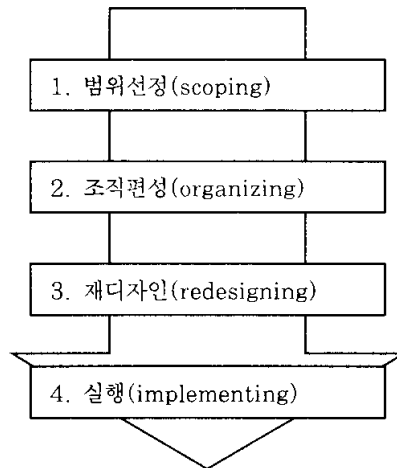 1. 범위선정(scoping)
2. 조직편성(organizing)
3. 재디자인(redesigning)
4. 실행(implementing)